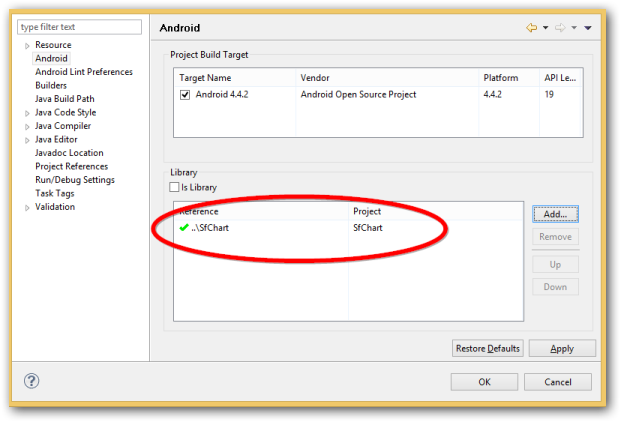 type filter text
Resource
Android
Android Lint Preferences
Builders
Java Build Path
Java Code Style
Java Compiler
Java Editor
Javadoc Location
Project References
Run/Debug Settings
Task Tags
Validation
Android
Project Build Target
Target Name Vendor Platform API Le...
Android 4.4.2 Android Open Source Project 4.4.2 19
Library
Is Library
Reference Project
..\SfChart SfChart
Add...
Remove
Up
Down
Restore Defaults Apply
? OK Cancel